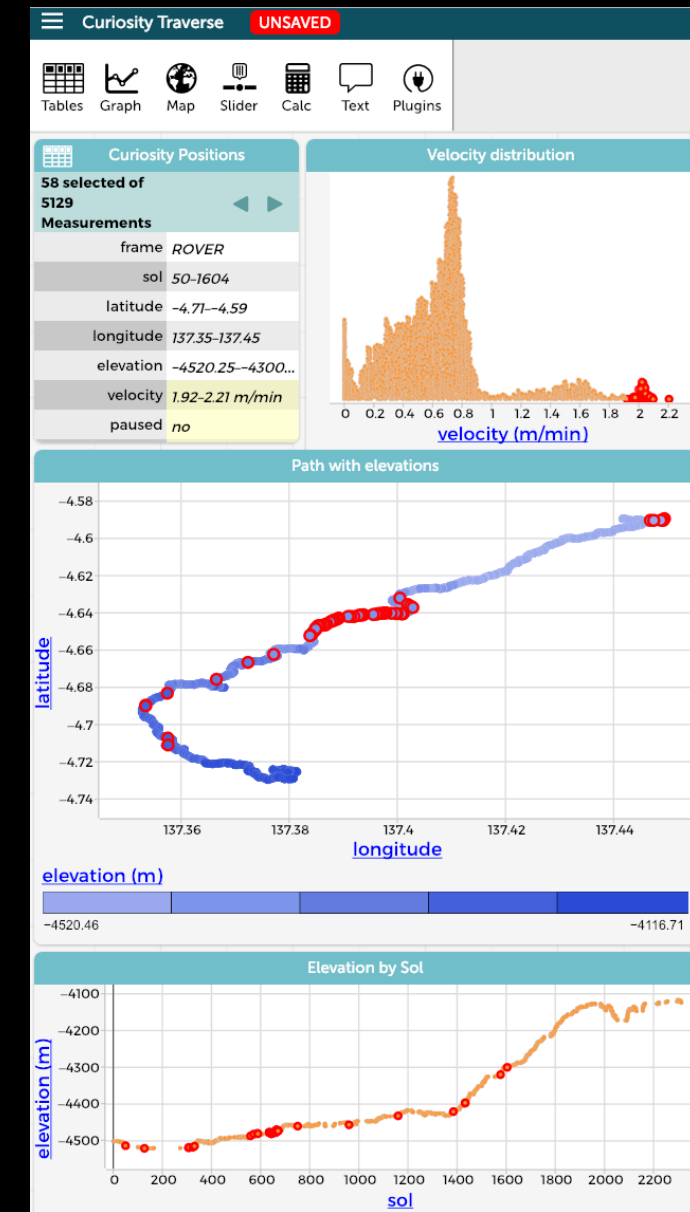 Curiosity Traverse UNSAVED
Tables Graph Map Slider Calc Text Plugins
Curiosity Positions
58 selected of
5129
Measurements
frame ROVER
sol 50–1604
latitude −4.71–−4.59
longitude 137.35–137.45
elevation −4520.25–−4300...
velocity 1.92–2.21 m/min
paused no
Velocity distribution
0 0.2 0.4 0.6 0.8 1 1.2 1.4 1.6 1.8 2 2.2
velocity (m/min)
Path with elevations
−4.58
−4.6
−4.62
−4.64
−4.66
−4.68
−4.7
−4.72
−4.74
latitude
137.36 137.38 137.4 137.42 137.44
longitude
elevation (m)
−4520.46 −4116.71
Elevation by Sol
−4100
−4200
−4300
−4400
−4500
elevation (m)
0 200 400 600 800 1000 1200 1400 1600 1800 2000 2200
sol